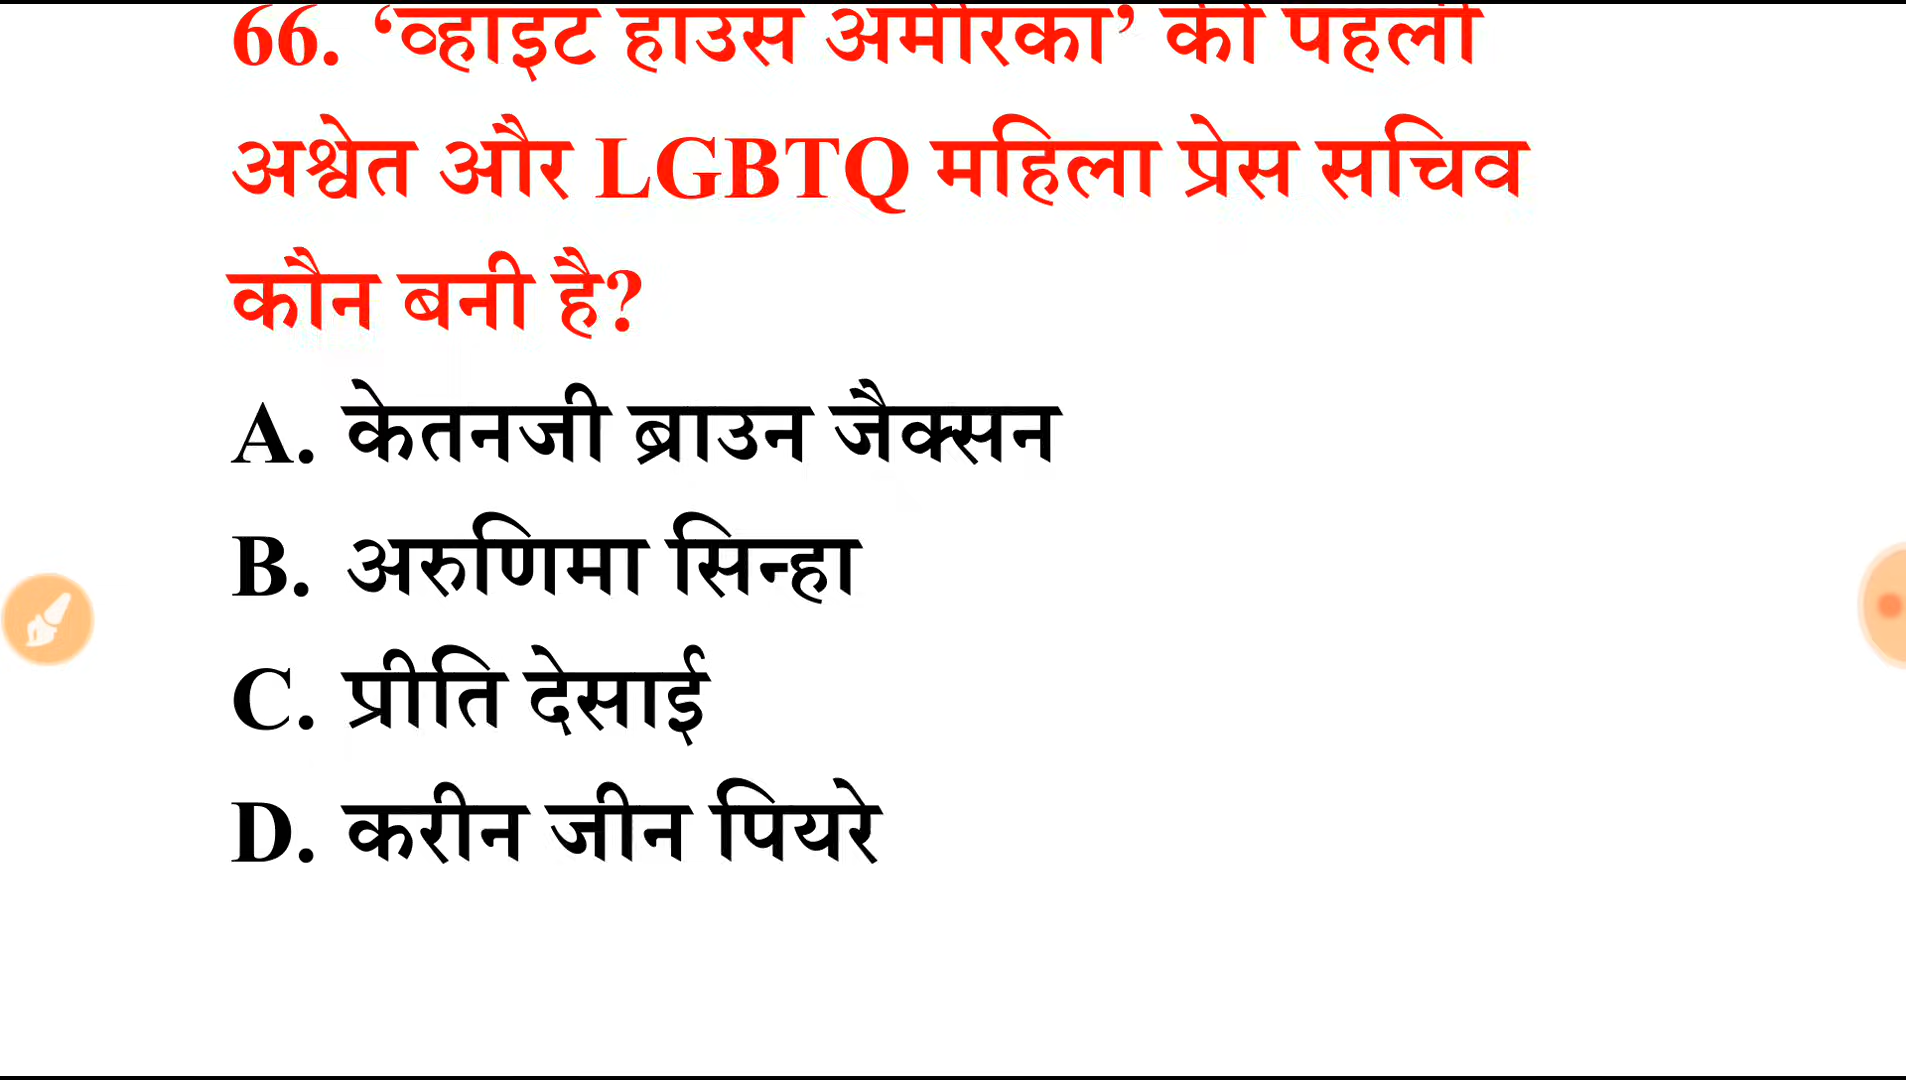 66. ‘व्हाइट हाउस अमेरिका’ की पहली
अश्वेत और LGBTQ महिला प्रेस सचिव
कौन बनी है?
A. केतनजी ब्राउन जैक्सन
B. अरुणिमा सिन्हा
C. प्रीति देसाई
D. करीन जीन पियरे